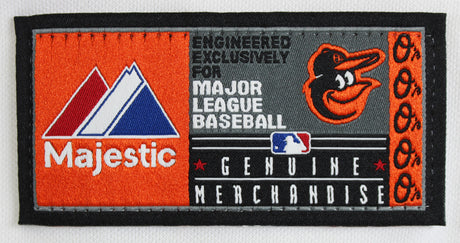 Majestic
ENGINEERED
EXCLUSIVELY
FOR
MAJOR
LEAGUE
BASEBALL
GENUINE
MERCHANDISE
O's
O's
O's
O's
O's